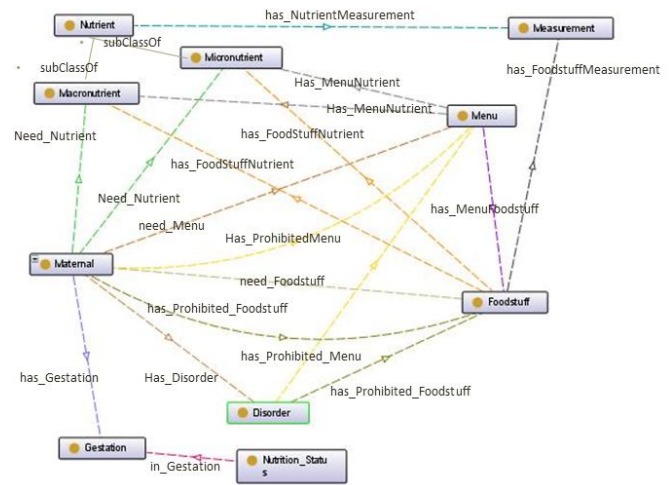 Nutrient
has_NutrientMeasurement
Measurement
subClassOf
Micronutrient
subClassOf
has_FoodstuffMeasurement
Has_MenuNutrient
Macronutrient
Has_MenuNutrient
Menu
Need_Nutrient
has_FoodStuffNutrient
has_FoodStuffNutrient
Need_Nutrient
has_MenuFoodstuff
need_Menu
Has_ProhibitedMenu
Maternal
need_Foodstuff
Foodstuff
has_Prohibited_Foodstuff
has_Prohibited_Menu
has_Gestation
Has_Disorder
has_Prohibited_Foodstuff
Disorder
Gestation
in_Gestation
Nutrition_Statu
s